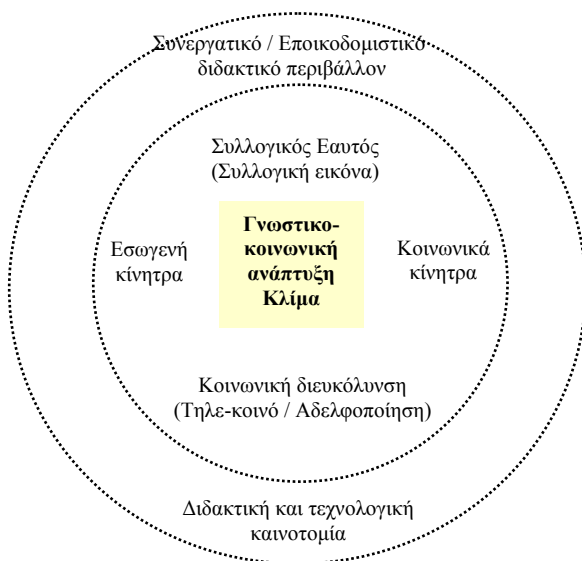 Συνεργατικό / Εποικοδομιστικό
διδακτικό περιβάλλον
Συλλογικός Εαυτός
(Συλλογική εικόνα)
Εσωγενή
κίνητρα
Γνωστικο-
κοινωνική
ανάπτυξη
Κλίμα
Κοινωνικά
κίνητρα
Κοινωνική διευκόλυνση
(Τηλε-κοινό / Αδελφοποίηση)
Διδακτική και τεχνολογική
καινοτομία